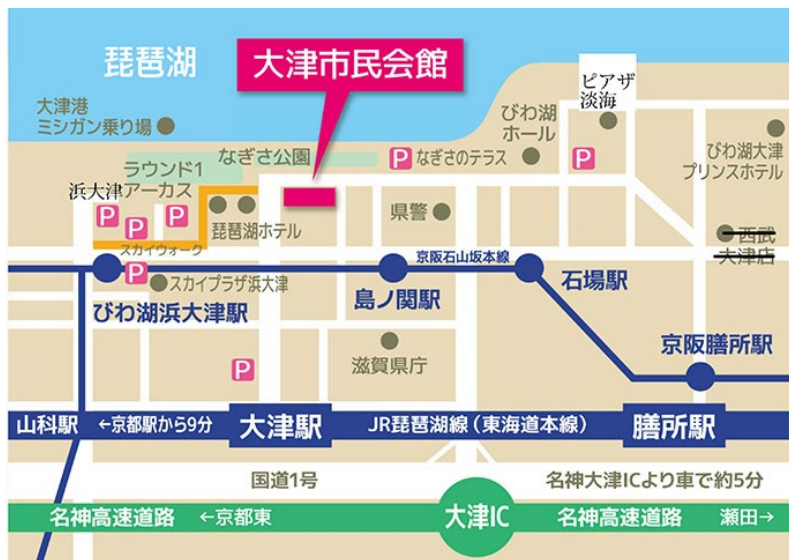 琵琶湖
大津市民会館
ピアザ
淡海
大津港
ミシガン乗り場
びわ湖
ホール
なぎさ公園
P なぎさのテラス
P
びわ湖大津
プリンスホテル
ラウンド1
アーカス
浜大津
P
P
P
琵琶湖ホテル
県警
西武
大津店
スカイウォーク
京阪石山坂本線
P
スカイプラザ浜大津
びわ湖浜大津駅
島ノ関駅
石場駅
京阪膳所駅
P
滋賀県庁
山科駅 ←京都駅から9分 大津駅 JR琵琶湖線(東海道本線) 膳所駅
国道1号 名神大津ICより車で約5分
名神高速道路 ←京都東 大津IC 名神高速道路 瀬田→